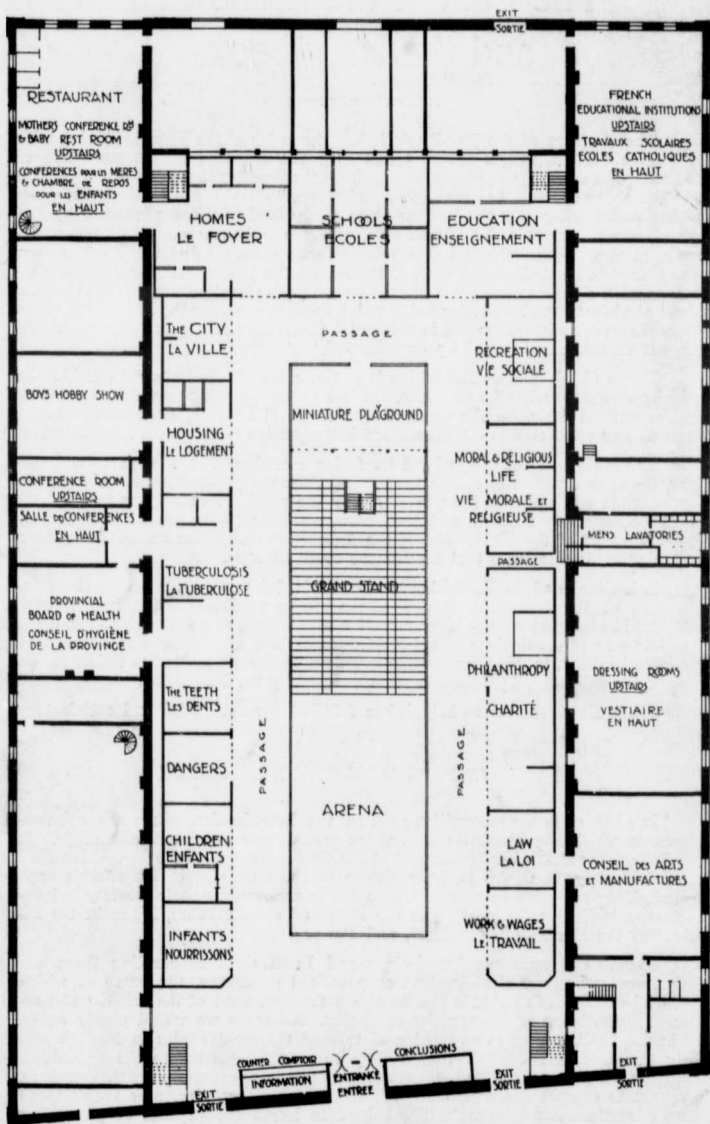 EXIT
SORTIE
RESTAURANT
MOTHERS CONFERENCE RM
& BABY REST ROOM
UPSTAIRS
CONFERENCES POUR LES MERES
& CHAMBRE DE REPOS
POUR LES ENFANTS
EN HAUT
HOMES
LE FOYER
SCHOOLS
ECOLES
EDUCATION
ENSEIGNEMENT
FRENCH
EDUCATIONAL INSTITUTIONS
UPSTAIRS
TRAVAUX SCOLAIRES
ECOLES CATHOLIQUES
EN HAUT
THE CITY
LA VILLE
PASSAGE
RECREATION
VIE SOCIALE
BOYS HOBBY SHOW
HOUSING
LE LOGEMENT
MINIATURE PLAYGROUND
MORAL & RELIGIOUS
LIFE
VIE MORALE ET
RELIGIEUSE
CONFERENCE ROOM
UPSTAIRS
SALLE DE CONFERENCES
EN HAUT
MENS LAVATORIES
PASSAGE
TUBERCULOSIS
LA TUBERCULOSE
GRAND STAND
PROVINCIAL
BOARD OF HEALTH
CONSEIL D'HYGIÈNE
DE LA PROVINCE
PHILANTHROPY
CHARITÉ
DRESSING ROOMS
UPSTAIRS
VESTIAIRE
EN HAUT
THE TEETH
LES DENTS
PASSAGE
PASSAGE
DANGERS
ARENA
CHILDREN
ENFANTS
LAW
LA LOI
CONSEIL DES ARTS
ET MANUFACTURES
INFANTS
NOURRISSONS
WORK & WAGES
LE TRAVAIL
COUNTER COMPTOIR
INFORMATION
ENTRANCE
ENTREE
CONCLUSIONS
EXIT
SORTIE
EXIT
SORTIE
EXIT
SORTIE